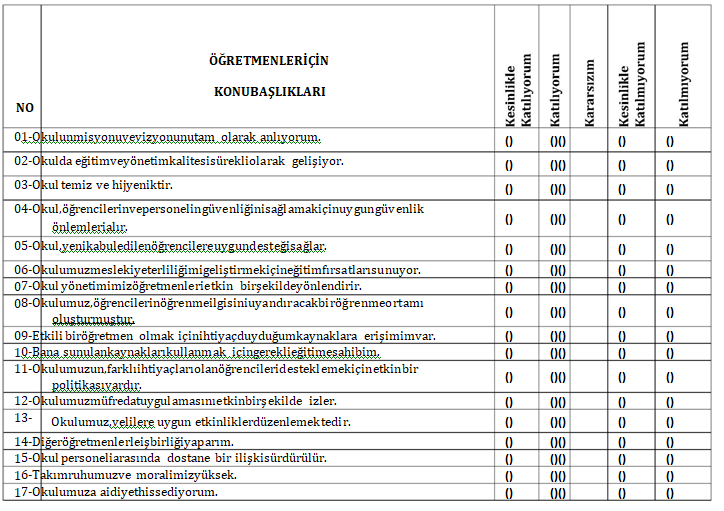 ÖĞRETMENLERİÇİN
KONUBAŞLIKLARI
NO
Kesinlikle
Katılıyorum
Katılıyorum
Kararsızım
Kesinlikle
Katılmıyorum
Katılmıyorum
01-Okulunmisyonuvevizyonunutam olarak anlıyorum. () ()() () ()
02-Okulda eğitimveyönetimkalitesisürekliolarak gelişiyor. () ()() () ()
03-Okul temiz ve hijyeniktir. () ()() () ()
04-Okul,öğrencilerinvepersonelingüvenliğinisağlamakiçinuygungüvenlik
önlemlerialır. () ()() () ()
05-Okul,yenikabuledilenöğrencilereuygundesteğisağlar. () ()() () ()
06-Okulumuzmeslekiyeterliliğimigeliştirmekiçineğitimfırsatlarısunuyor. () ()() () ()
07-Okul yönetimimizöğretmenlerietkin birşekildeyönlendirir. () ()() () ()
08-Okulumuz,öğrencilerinöğrenmeilgisiniuyandıracakbiröğrenmeortamı
oluşturmuştur. () ()() () ()
09-Etkili biröğretmen olmak içinihtiyaçduyduğumkaynaklara erişimimvar. () ()() () ()
10-Bana sunulankaynaklarıkullanmak içingerekliеğitimesahibim. () ()() () ()
11-Okulumuzun,farklıihtiyaçlarıolanöğrencileridesteklemekiçinetkinbir
politikasıvardır. () ()() () ()
12-Okulumuzmüfredatuygulamasınıetkinbirşekilde izler. () ()() () ()
13- Okulumuz,velilere uygun etkinliklerdüzenlemektedir. () ()() () ()
14-Diğeröğretmenlerleişbirliğiyaparım. () ()() () ()
15-Okul personeliarasında dostane bir ilişkisürdürülür. () ()() () ()
16-Takımruhumuzve moralimizyüksek. () ()() () ()
17-Okulumuza aidiyethissediyorum. () ()() () ()